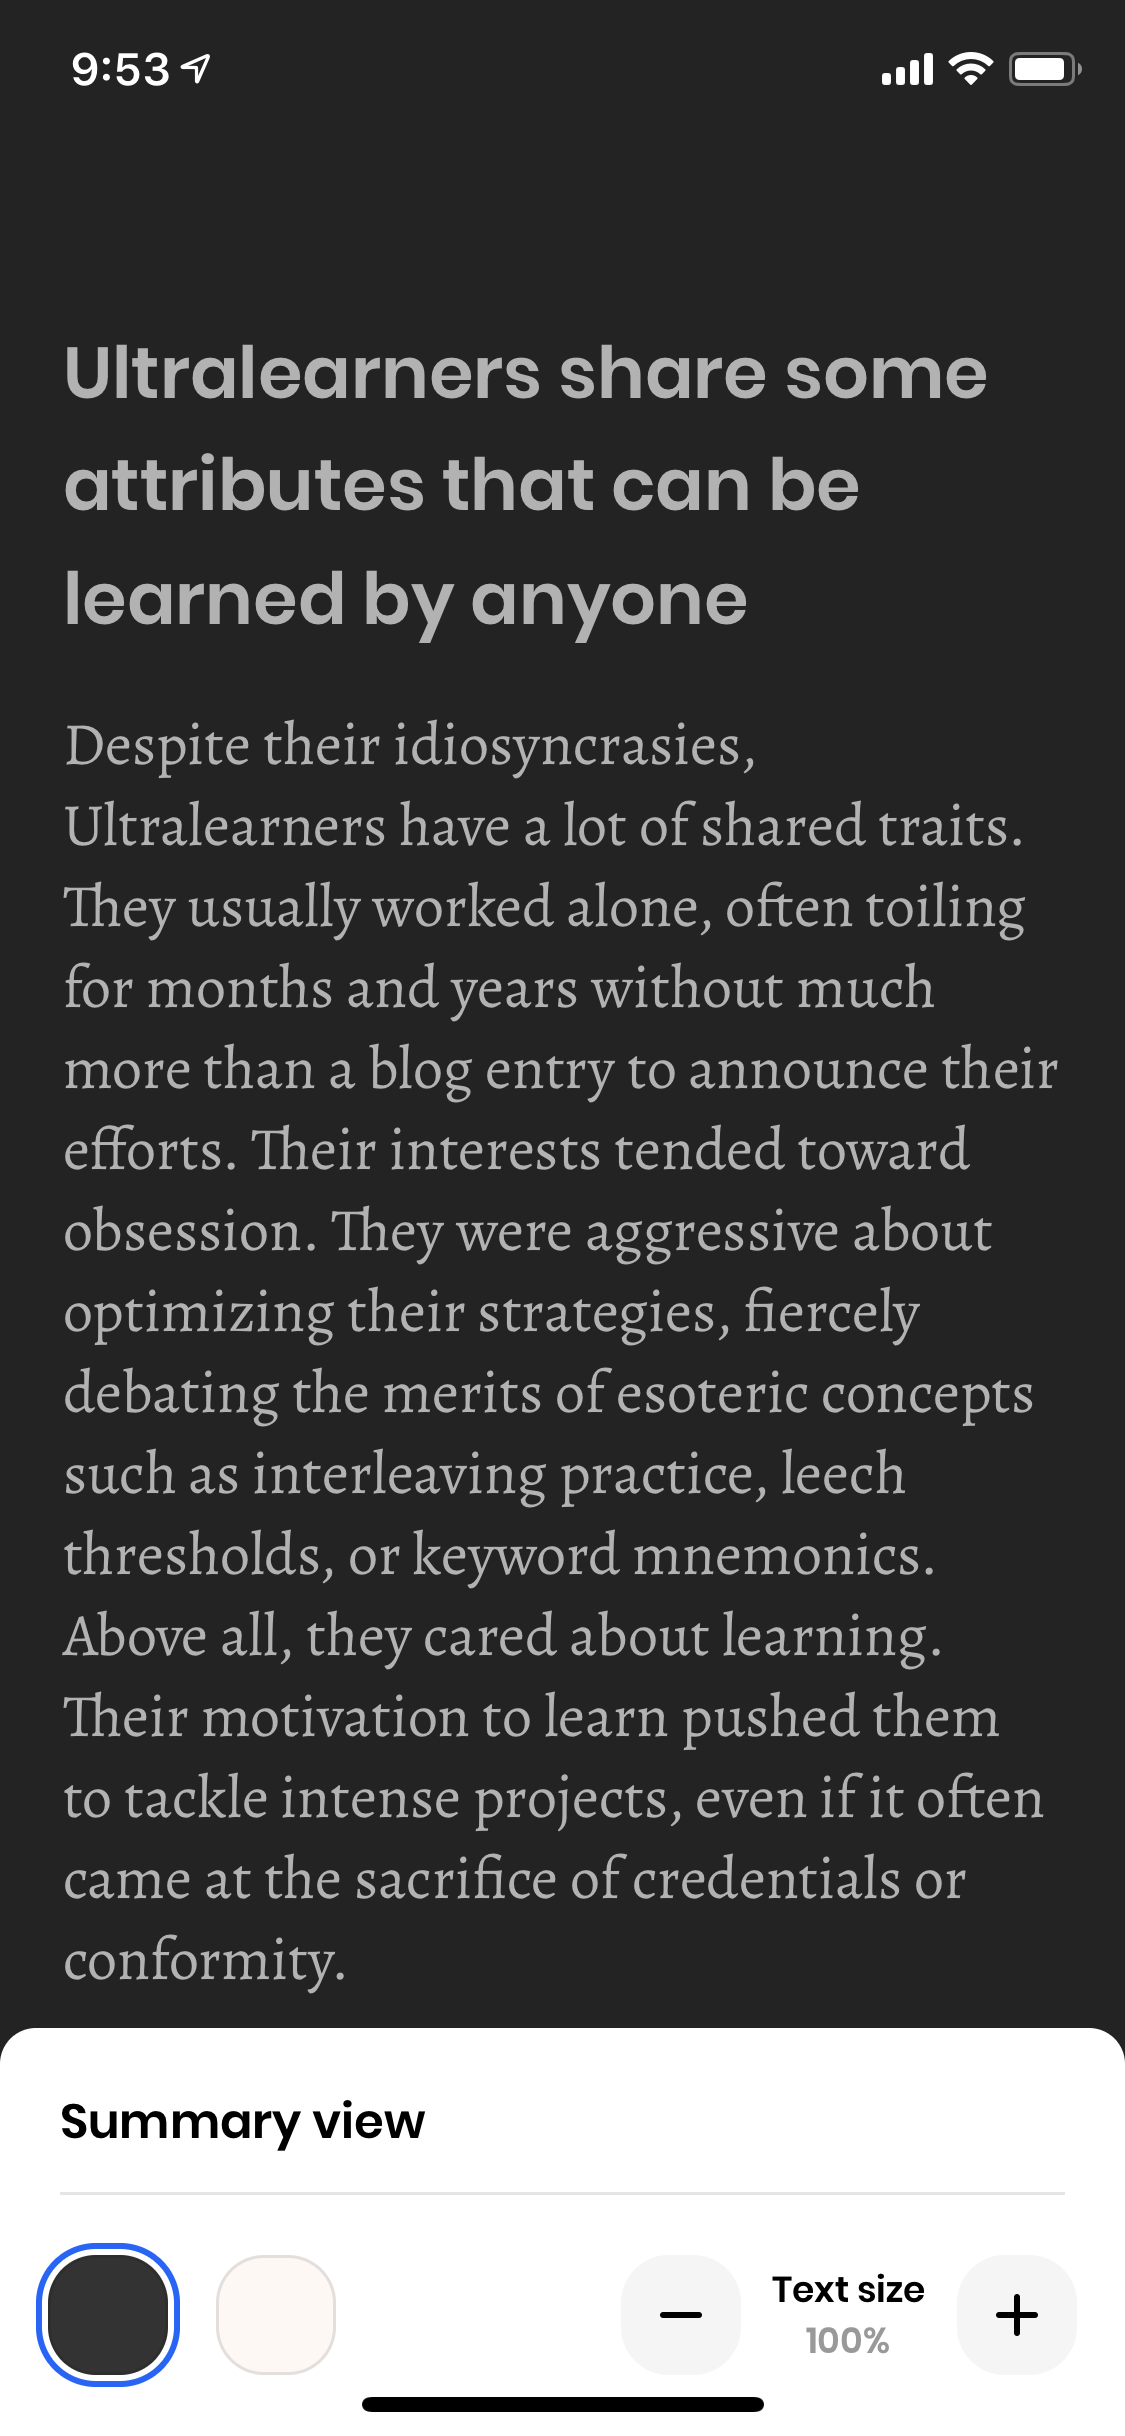 9:53
Ultralearners share some
attributes that can be
learned by anyone
Despite their idiosyncrasies,
Ultralearners have a lot of shared traits.
They usually worked alone, often toiling
for months and years without much
more than a blog entry to announce their
efforts. Their interests tended toward
obsession. They were aggressive about
optimizing their strategies, fiercely
debating the merits of esoteric concepts
such as interleaving practice, leech
thresholds, or keyword mnemonics.
Above all, they cared about learning.
Their motivation to learn pushed them
to tackle intense projects, even if it often
came at the sacrifice of credentials or
conformity.
Summary view
Text size
100%